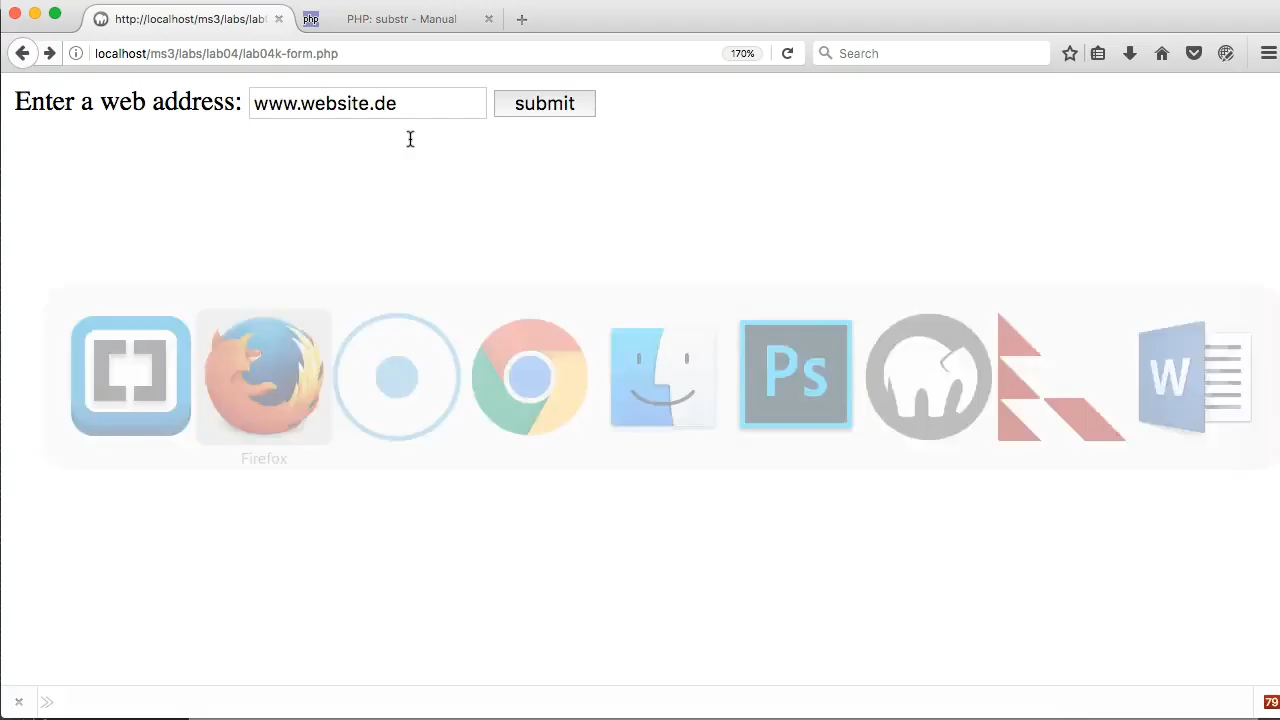 http://localhost/ms3/labs/lab
php
PHP: substr - Manual
localhost/ms3/labs/lab04/lab04k-form.php
170%
Search
Enter a web address: www.website.de submit
Ps
W
Firefox
79